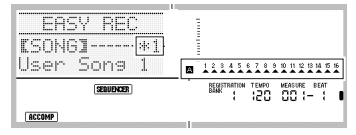 EASY REC
【SONG】------*1
User Song 1
A 1 2 3 4 5 6 7 8 9 10 11 12 13 14 15 16
SEQUENCER
REGISTRATION BANK TEMPO MEASURE BEAT
1 120 001- 1
ACCOMP